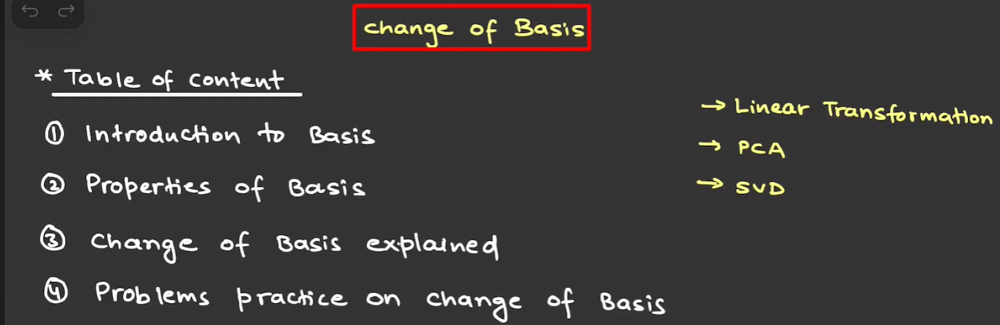 Change of Basis
* Table of content
① Introduction to Basis
② Properties of Basis
③ Change of Basis explained
④ Problems practice on change of Basis
→ Linear Transformation
→ PCA
→ SVD